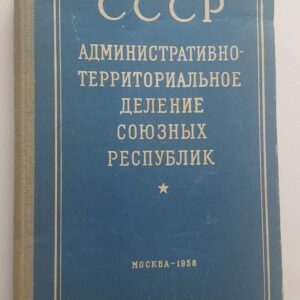 СССР
АДМИНИСТРАТИВНО-
ТЕРРИТОРИАЛЬНОЕ
ДЕЛЕНИЕ
СОЮЗНЫХ
РЕСПУБЛИК
МОСКВА-1958